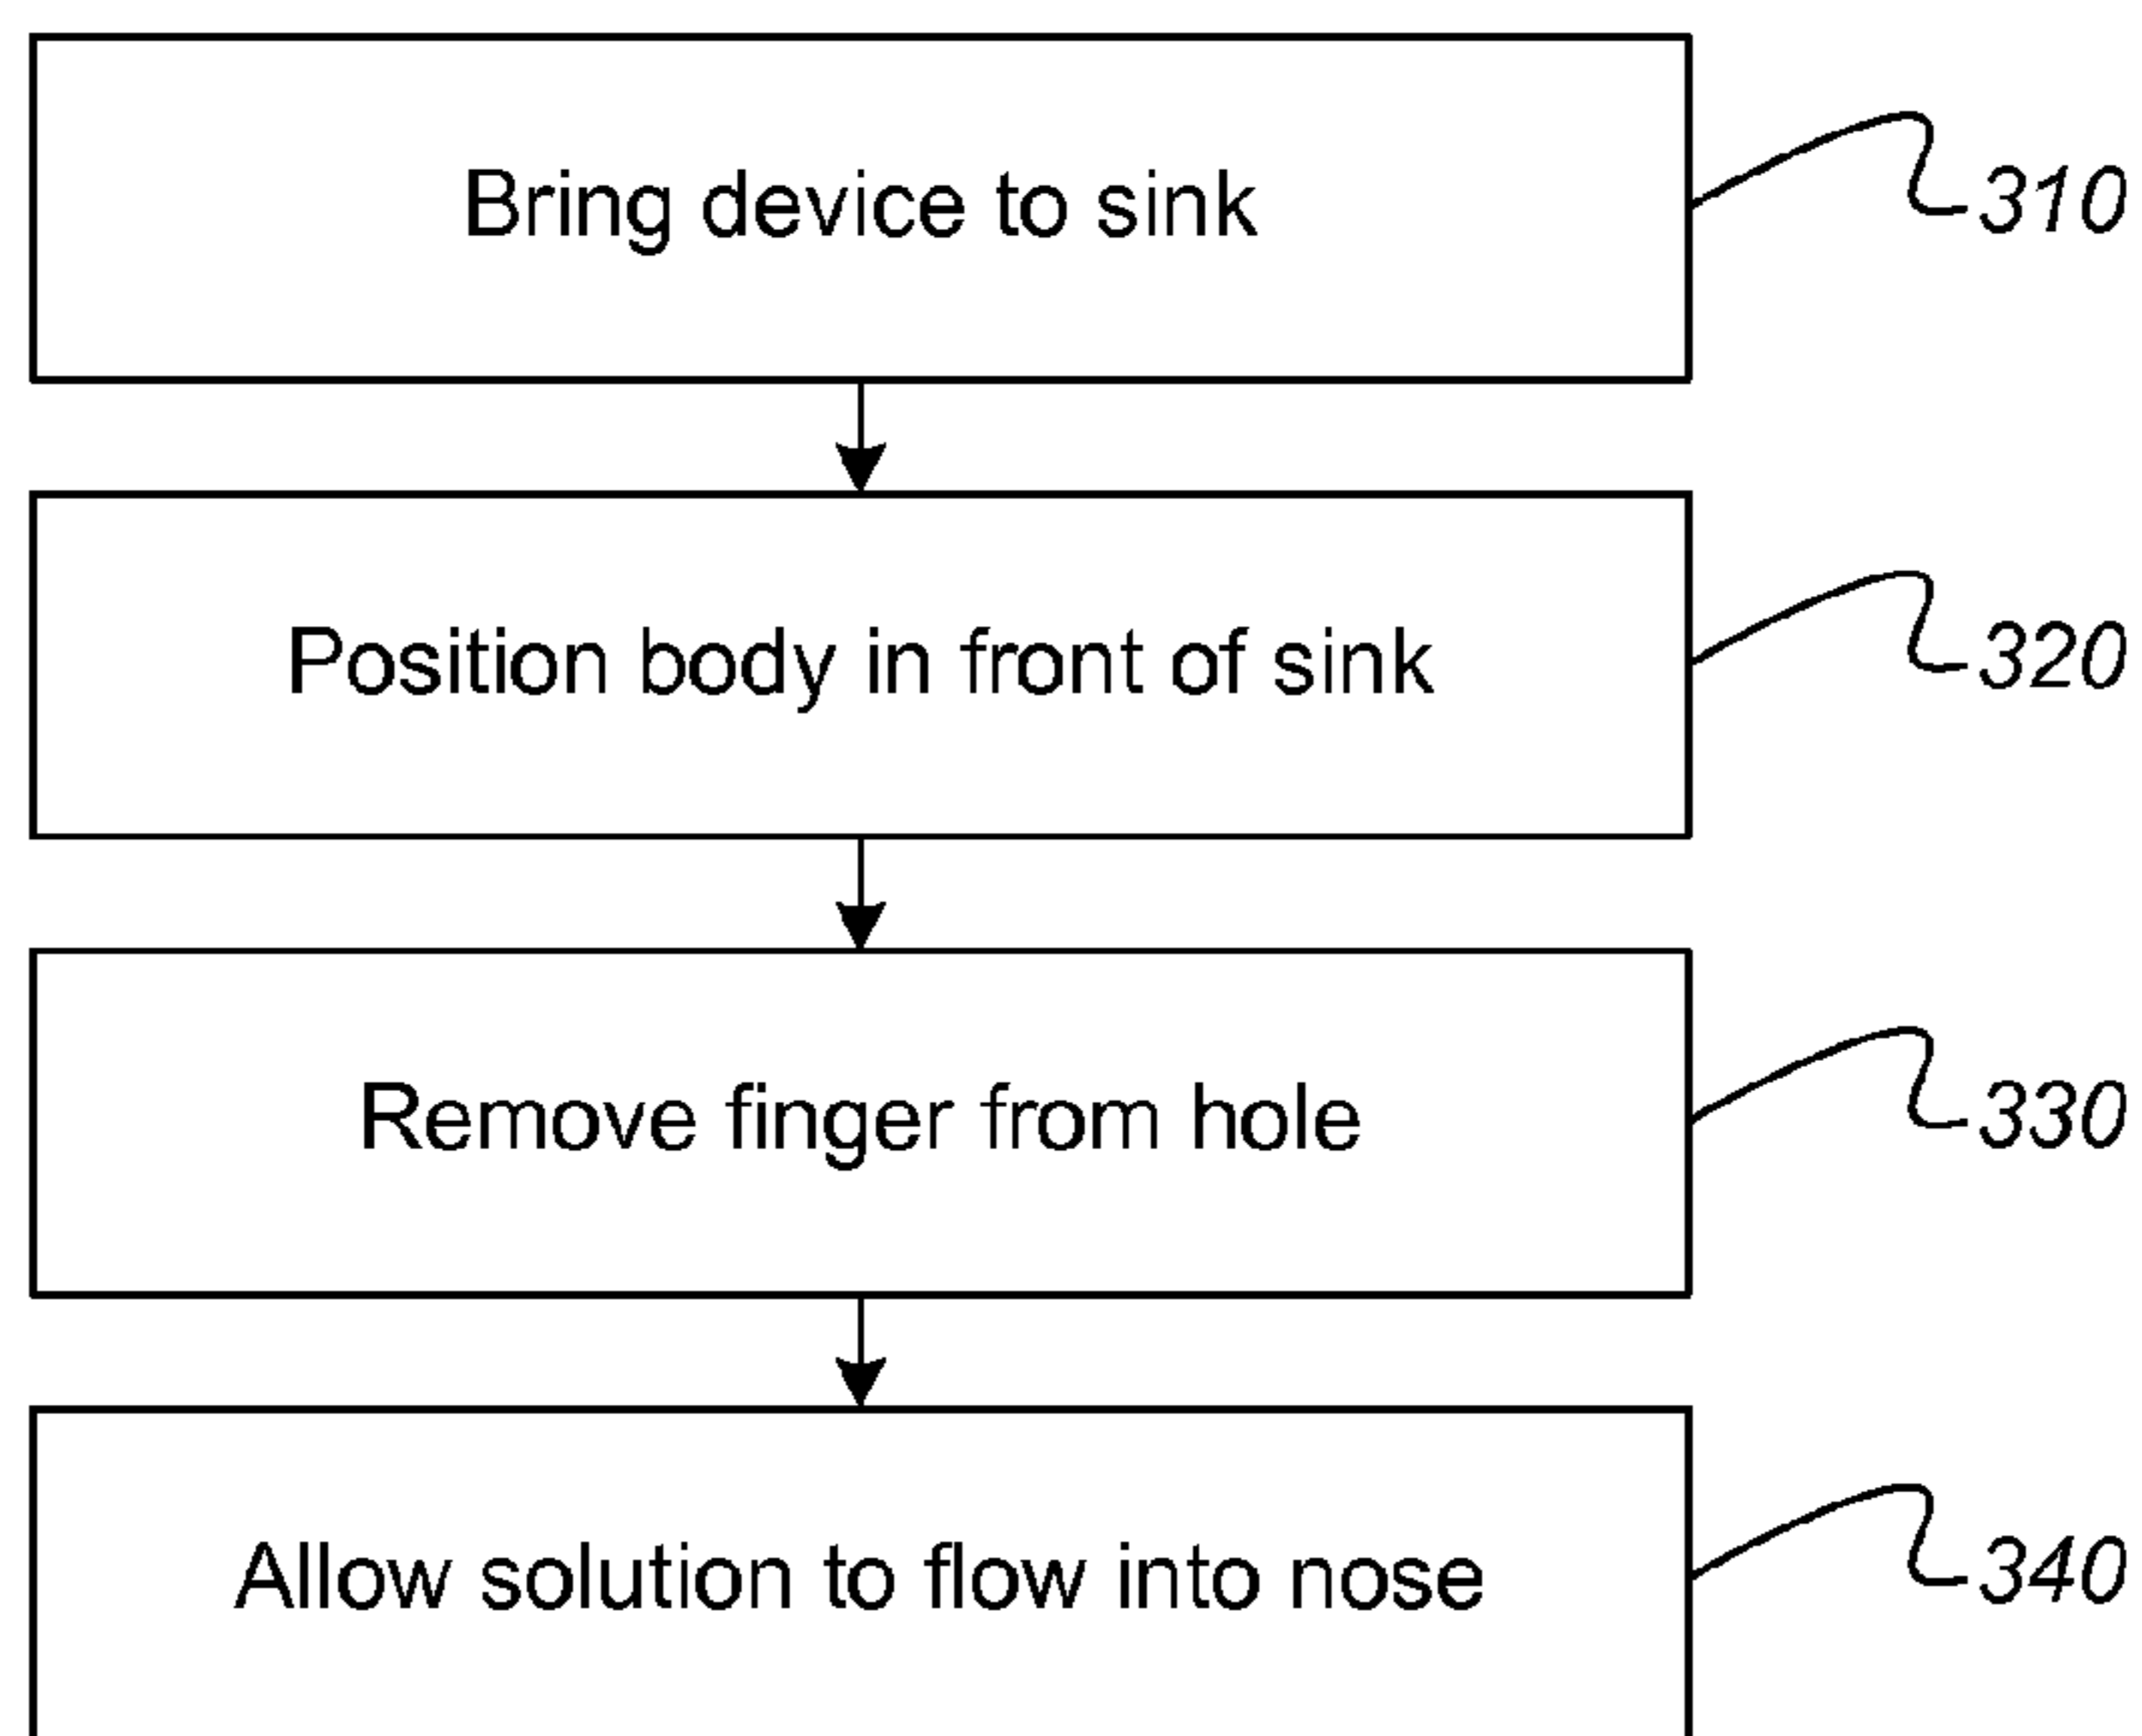 Bring device to sink
310
Position body in front of sink
320
Remove finger from hole
330
Allow solution to flow into nose
340